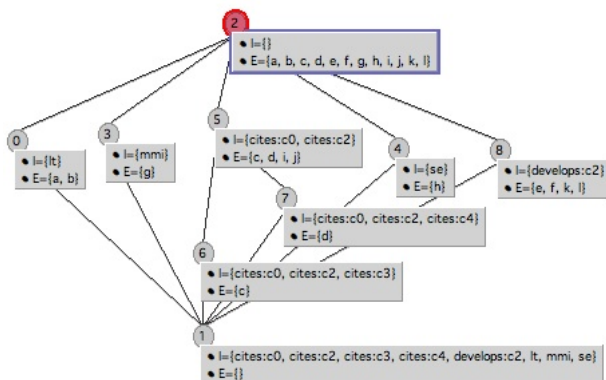 2
I={}
E={a, b, c, d, e, f, g, h, i, j, k, l}
0
I={lt}
E={a, b}
3
I={mmi}
E={g}
5
I={cites:c0, cites:c2}
E={c, d, i, j}
4
I={se}
E={h}
8
I={develops:c2}
E={e, f, k, l}
7
I={cites:c0, cites:c2, cites:c4}
E={d}
6
I={cites:c0, cites:c2, cites:c3}
E={c}
1
I={cites:c0, cites:c2, cites:c3, cites:c4, develops:c2, lt, mmi, se}
E={}